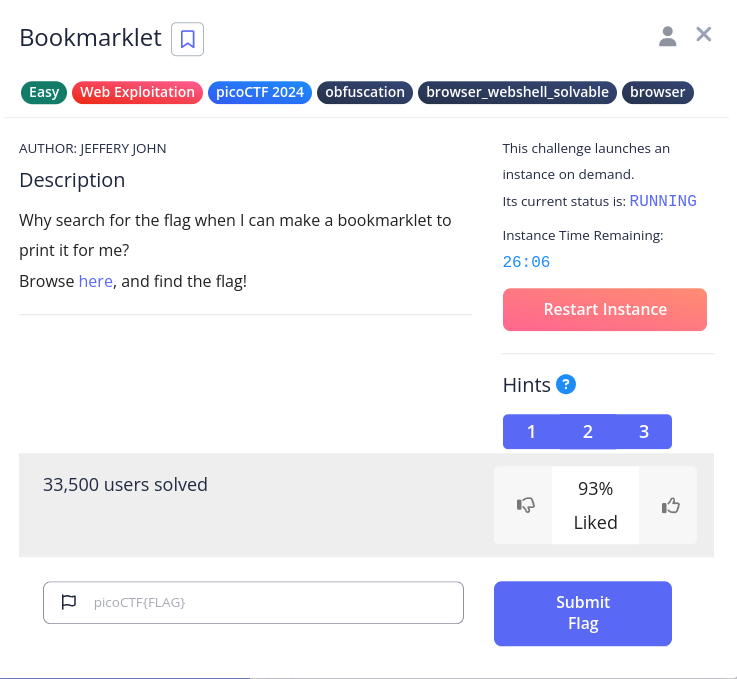 Bookmarklet
Easy Web Exploitation picoCTF 2024 obfuscation browser_webshell_solvable browser
AUTHOR: JEFFERY JOHN
Description
Why search for the flag when I can make a bookmarklet to
print it for me?
Browse here, and find the flag!
This challenge launches an
instance on demand.
Its current status is: RUNNING
Instance Time Remaining:
26:06
Restart Instance
Hints ?
1 2 3
33,500 users solved
93%
Liked
picoCTF{FLAG}
Submit
Flag